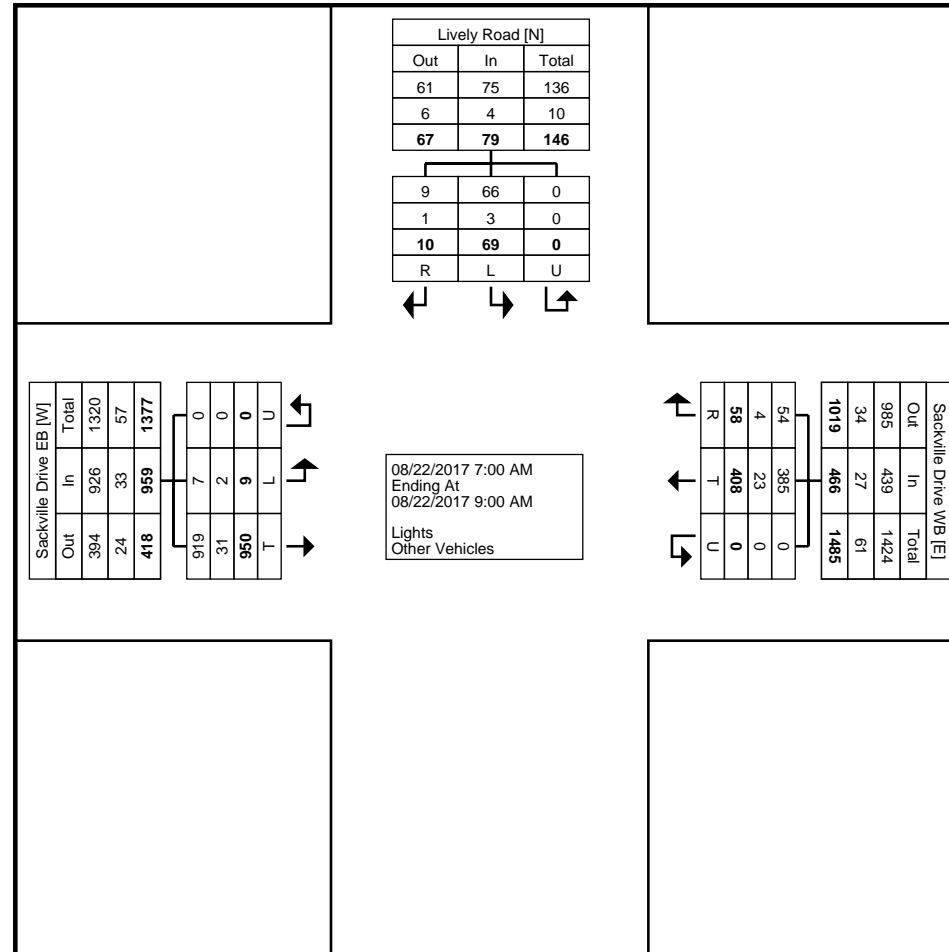 Lively Road [N]
Out In Total
61 75 136
6 4 10
67 79 146
9 66 0
1 3 0
10 69 0
R L U
Sackville Drive EB [W]
Total In Out
1320 926 394
57 33 24
1377 959 418
0 7 919
0 2 31
0 9 950
U L T
08/22/2017 7:00 AM
Ending At
08/22/2017 9:00 AM
Lights
Other Vehicles
Sackville Drive WB [E]
Out In Total
985 439 1424
34 27 61
1019 466 1485
54 385 0
4 23 0
58 408 0
R T U